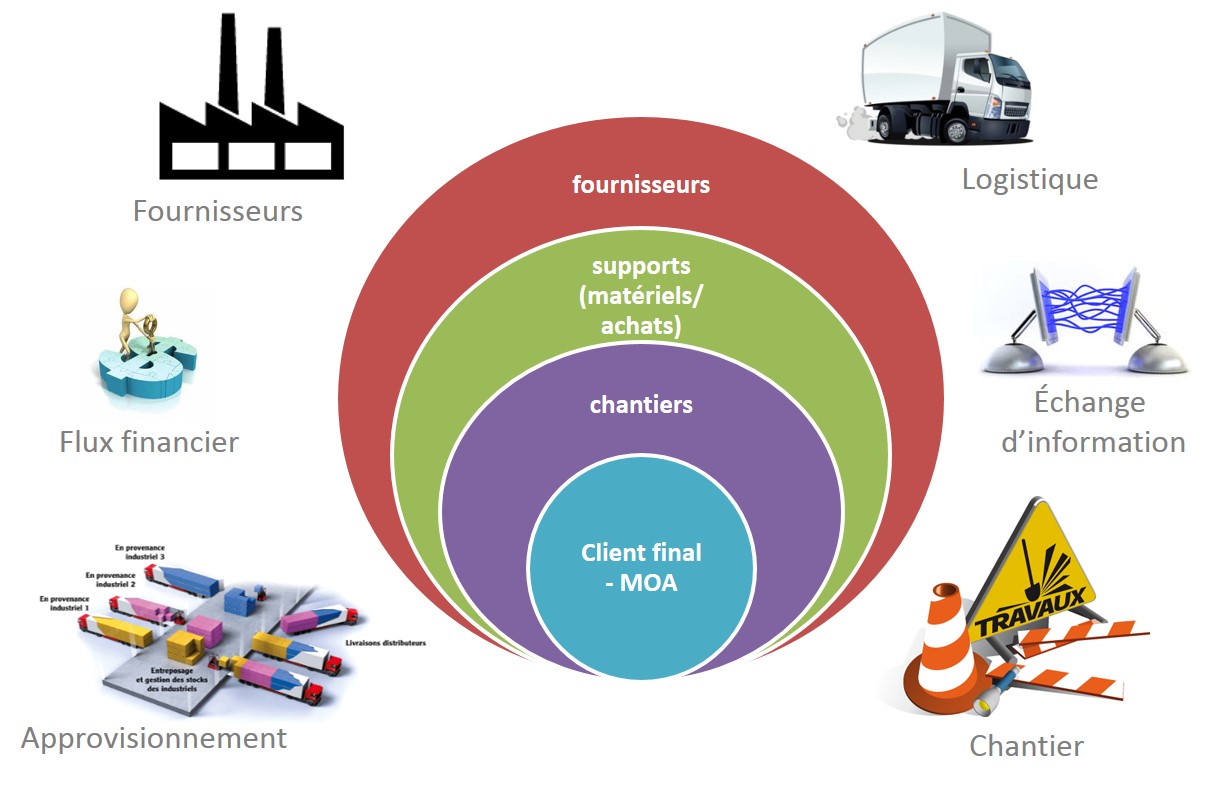 Fournisseurs
Logistique
fournisseurs
supports
(matériels/
achats)
chantiers
Client final
- MOA
Flux financier
Échange
d’information
En provenance
industriel 3
En provenance
industriel 2
En provenance
industriel 1
Livraisons distributeurs
Entreposage
et gestion des stocks
des industriels
Approvisionnement
TRAVAUX
Chantier